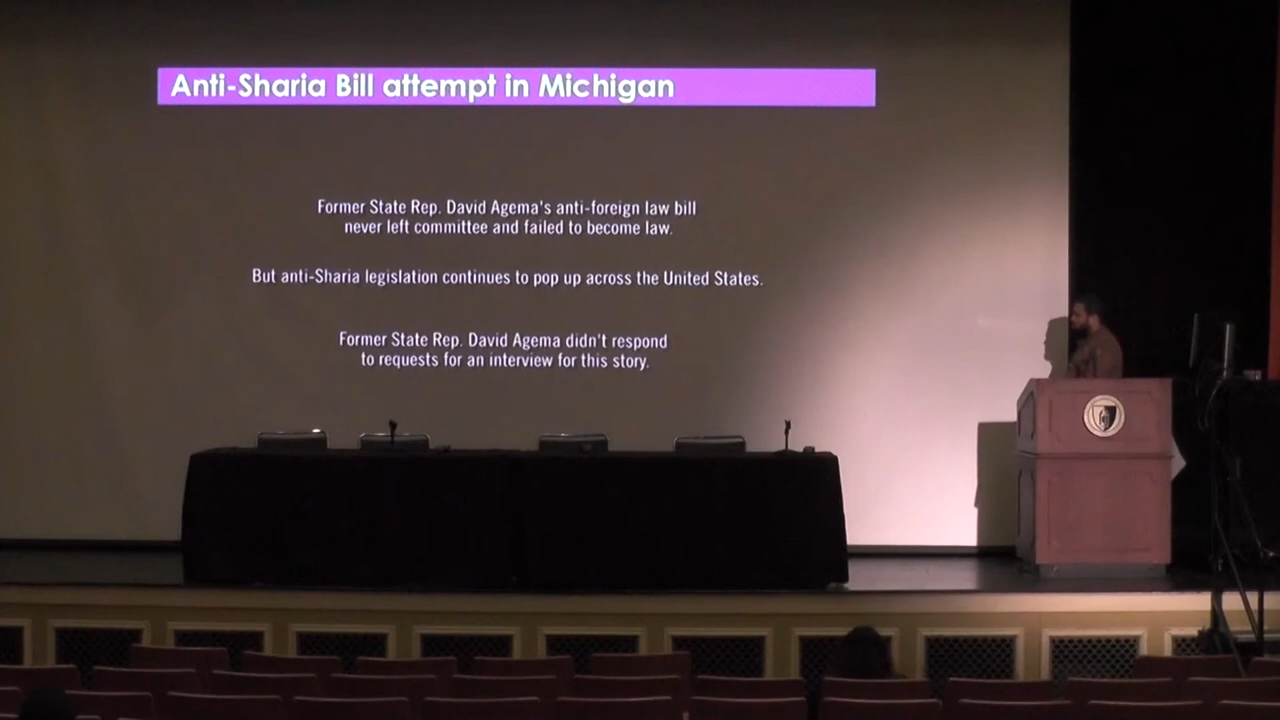 Anti-Sharia Bill attempt in Michigan
Former State Rep. David Agema's anti-foreign law bill
never left committee and failed to become law.
But anti-Sharia legislation continues to pop up across the United States.
Former State Rep. David Agema didn't respond
to requests for an interview for this story.